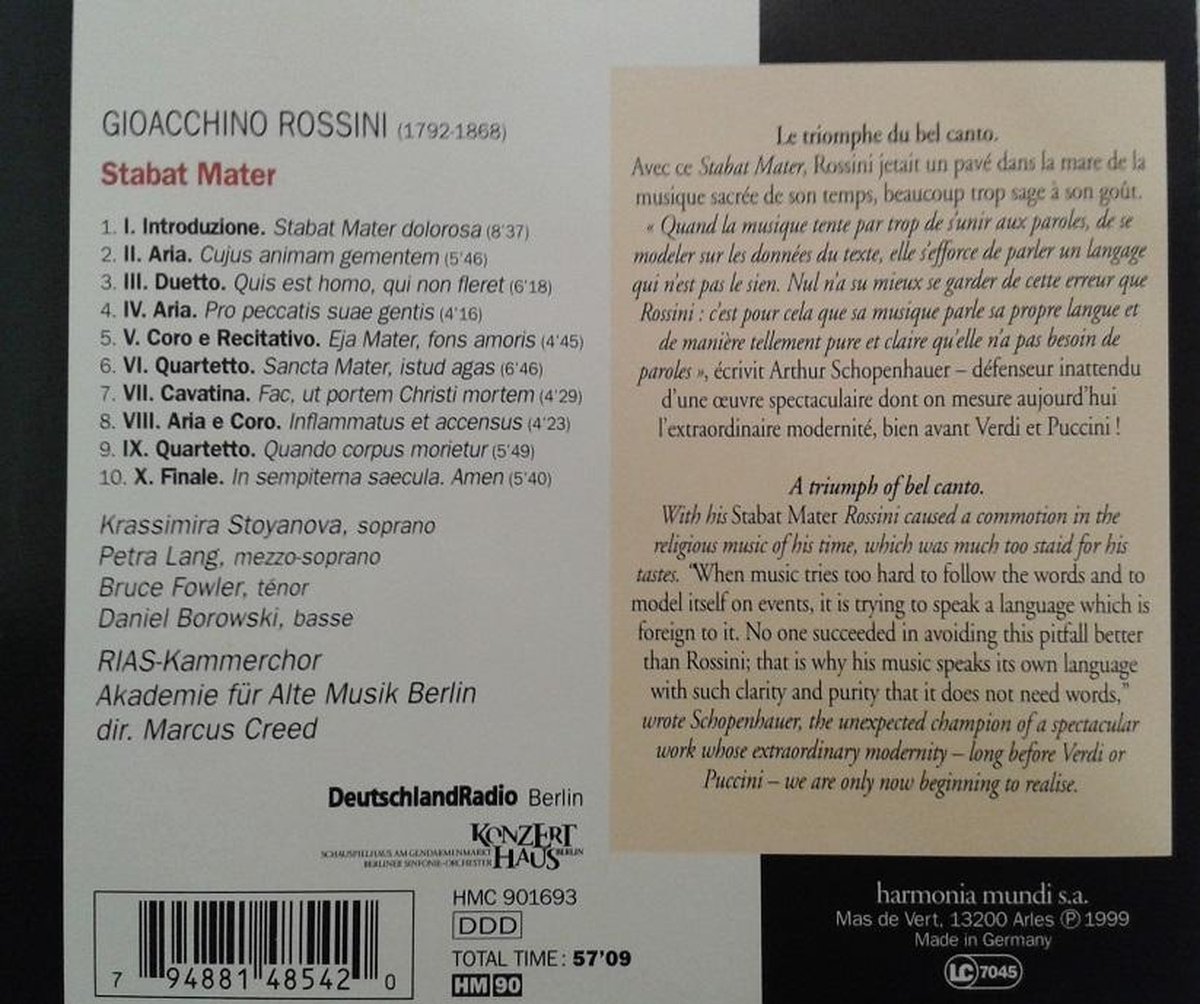 GIOACCHINO ROSSINI (1792-1868)
Stabat Mater
1. I. Introduzione. Stabat Mater dolorosa (8'37)
2. II. Aria. Cujus animam gementem (5'46)
3. III. Duetto. Quis est homo, qui non fleret (6'18)
4. IV. Aria. Pro peccatis suae gentis (4'16)
5. V. Coro e Recitativo. Eja Mater, fons amoris (4'45)
6. VI. Quartetto. Sancta Mater, istud agas (6'46)
7. VII. Cavatina. Fac, ut portem Christi mortem (4'29)
8. VIII. Aria e Coro. Inflammatus et accensus (4'23)
9. IX. Quartetto. Quando corpus morietur (5'49)
10. X. Finale. In sempiterna saecula. Amen (5'40)
Krassimira Stoyanova, soprano
Petra Lang, mezzo-soprano
Bruce Fowler, ténor
Daniel Borowski, basse
RIAS-Kammerchor
Akademie für Alte Musik Berlin
dir. Marcus Creed
DeutschlandRadio Berlin
KONZERT
SCHAUSPIELHAUS AM GENDARMENMARKT HAUS BERLIN
BERLINER SINFONIE-ORCHESTER
7 94881 48542 0
HMC 901693
DDD
TOTAL TIME : 57'09
HM 90
Le triomphe du bel canto.
Avec ce Stabat Mater, Rossini jetait un pavé dans la mare de la
musique sacrée de son temps, beaucoup trop sage à son goût.
« Quand la musique tente par trop de s'unir aux paroles, de se
modeler sur les données du texte, elle s'efforce de parler un langage
qui n'est pas le sien. Nul n'a su mieux se garder de cette erreur que
Rossini : c'est pour cela que sa musique parle sa propre langue et
de manière tellement pure et claire qu'elle n'a pas besoin de
paroles », écrivit Arthur Schopenhauer – défenseur inattendu
d'une œuvre spectaculaire dont on mesure aujourd'hui
l'extraordinaire modernité, bien avant Verdi et Puccini !
A triumph of bel canto.
With his Stabat Mater Rossini caused a commotion in the
religious music of his time, which was much too staid for his
tastes. "When music tries too hard to follow the words and to
model itself on events, it is trying to speak a language which is
foreign to it. No one succeeded in avoiding this pitfall better
than Rossini; that is why his music speaks its own language
with such clarity and purity that it does not need words,"
wrote Schopenhauer, the unexpected champion of a spectacular
work whose extraordinary modernity – long before Verdi or
Puccini – we are only now beginning to realise.
harmonia mundi s.a.
Mas de Vert, 13200 Arles Ⓟ 1999
Made in Germany
LC 7045